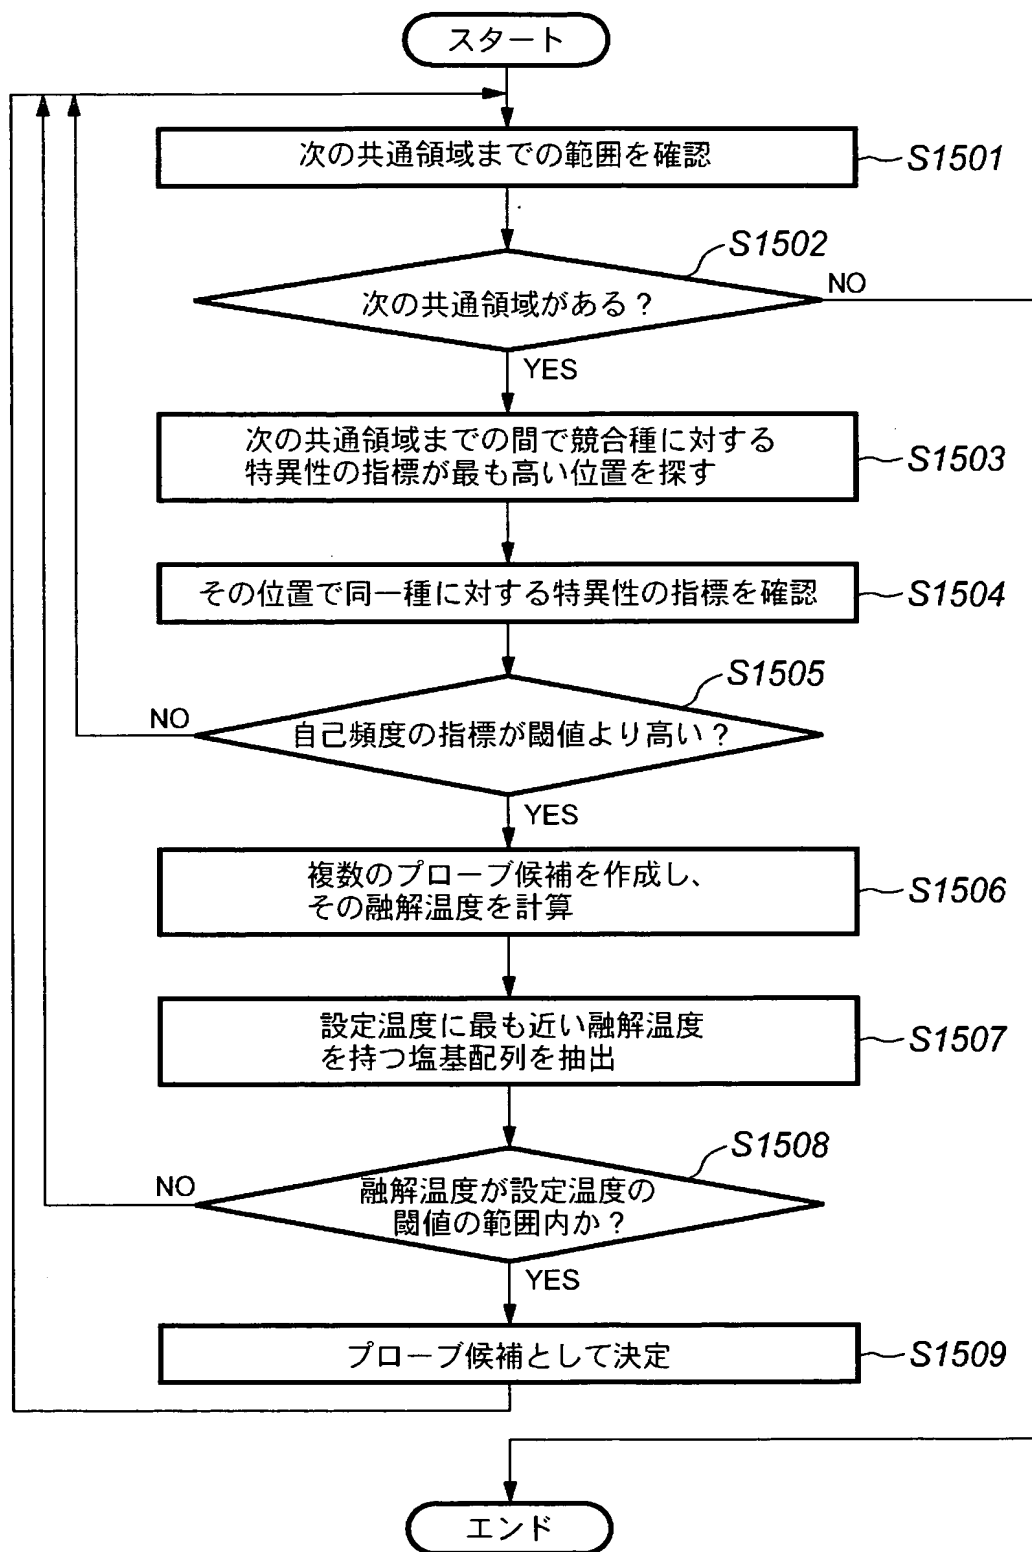 スタート
次の共通領域までの範囲を確認
S1501
S1502
次の共通領域がある？
NO
YES
次の共通領域までの間で競合種に対する
特異性の指標が最も高い位置を探す
S1503
その位置で同一種に対する特異性の指標を確認
S1504
S1505
NO
自己頻度の指標が閾値より高い？
YES
複数のプローブ候補を作成し、
その融解温度を計算
S1506
設定温度に最も近い融解温度
を持つ塩基配列を抽出
S1507
S1508
NO
融解温度が設定温度の
閾値の範囲内か？
YES
プローブ候補として決定
S1509
エンド